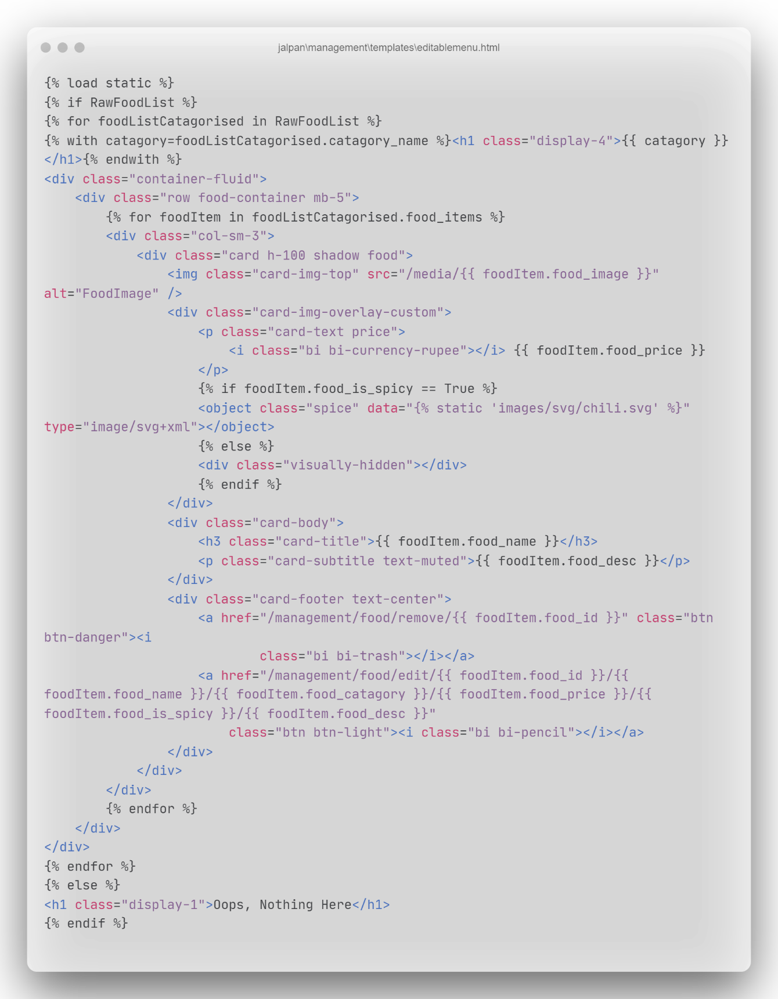 jalpan\management\templates\editablemenu.html
{% load static %}
{% if RawFoodList %}
{% for foodListCatagorised in RawFoodList %}
{% with catagory=foodListCatagorised.catagory_name %}<h1 class="display-4">{{ catagory }}
</h1>{% endwith %}
<div class="container-fluid">
    <div class="row food-container mb-5">
        {% for foodItem in foodListCatagorised.food_items %}
        <div class="col-sm-3">
            <div class="card h-100 shadow food">
                <img class="card-img-top" src="/media/{{ foodItem.food_image }}"
alt="FoodImage" />
                <div class="card-img-overlay-custom">
                    <p class="card-text price">
                        <i class="bi bi-currency-rupee"></i> {{ foodItem.food_price }}
                    </p>
                    {% if foodItem.food_is_spicy == True %}
                    <object class="spice" data="{% static 'images/svg/chili.svg' %}"
type="image/svg+xml"></object>
                    {% else %}
                    <div class="visually-hidden"></div>
                    {% endif %}
                </div>
                <div class="card-body">
                    <h3 class="card-title">{{ foodItem.food_name }}</h3>
                    <p class="card-subtitle text-muted">{{ foodItem.food_desc }}</p>
                </div>
                <div class="card-footer text-center">
                    <a href="/management/food/remove/{{ foodItem.food_id }}" class="btn
btn-danger"><i
                            class="bi bi-trash"></i></a>
                    <a href="/management/food/edit/{{ foodItem.food_id }}/{{
foodItem.food_name }}/{{ foodItem.food_catagory }}/{{ foodItem.food_price }}/{{
foodItem.food_is_spicy }}/{{ foodItem.food_desc }}"
                        class="btn btn-light"><i class="bi bi-pencil"></i></a>
                </div>
            </div>
        </div>
        {% endfor %}
    </div>
</div>
{% endfor %}
{% else %}
<h1 class="display-1">Oops, Nothing Here</h1>
{% endif %}